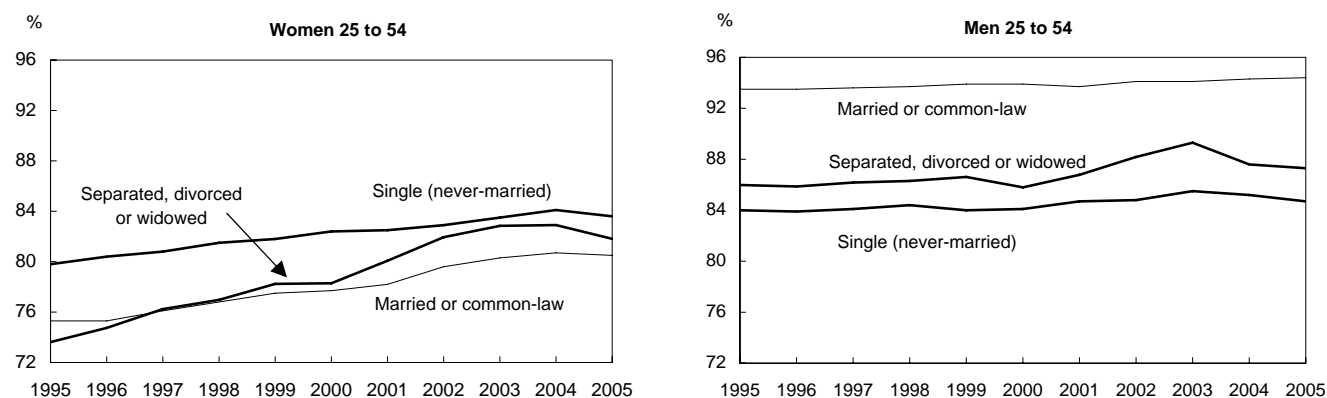 %
Women 25 to 54
96
92
88
84
80
76
72
Separated, divorced
or widowed
Single (never-married)
Married or common-law
1995 1996 1997 1998 1999 2000 2001 2002 2003 2004 2005
%
Men 25 to 54
96
92
88
84
80
76
72
Married or common-law
Separated, divorced or widowed
Single (never-married)
1995 1996 1997 1998 1999 2000 2001 2002 2003 2004 2005